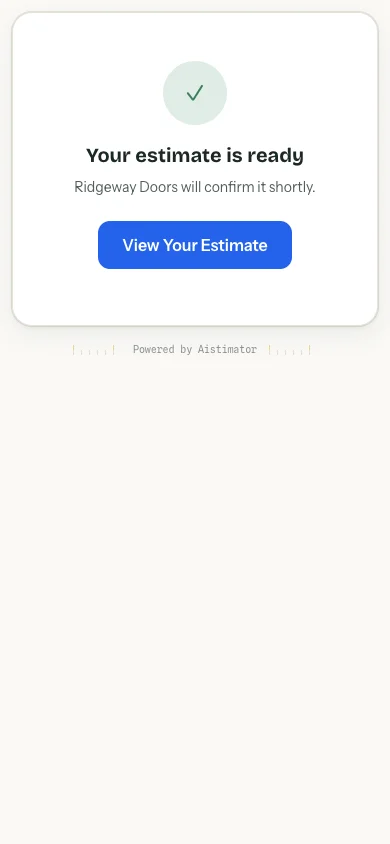 Your estimate is ready
Ridgeway Doors will confirm it shortly.
View Your Estimate
Powered by Aistimator